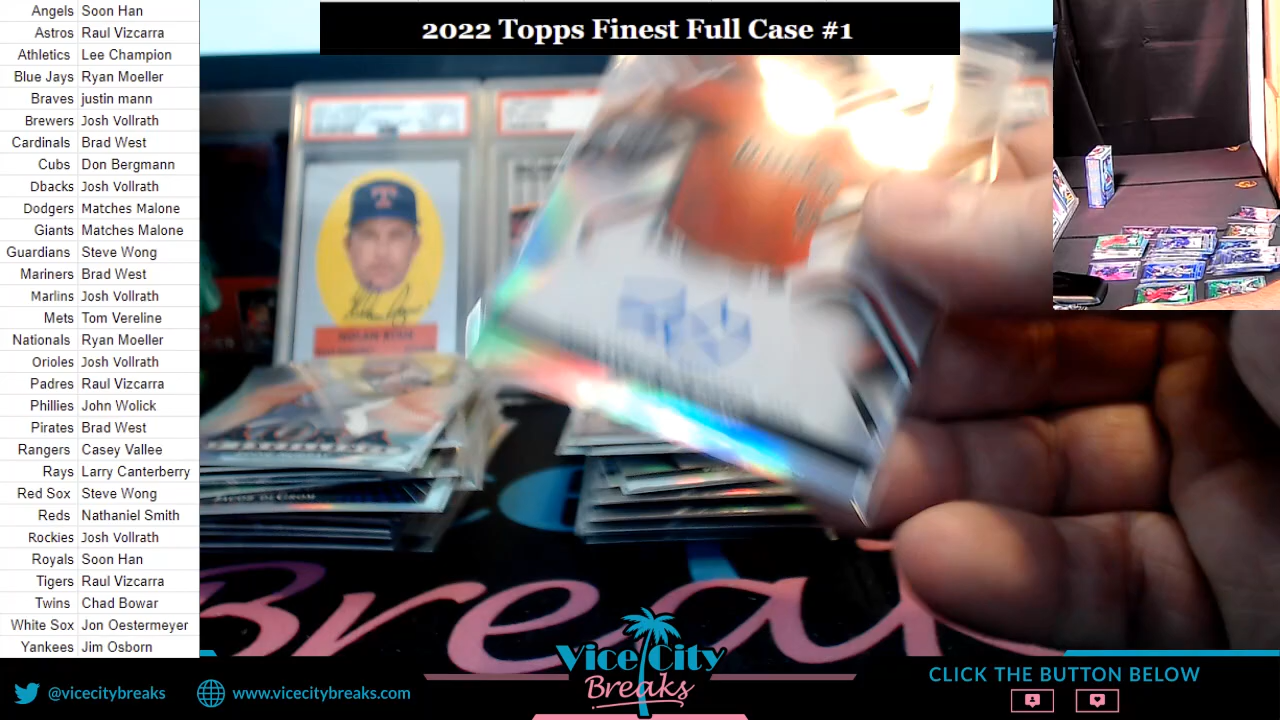 2022 Topps Finest Full Case #1
Angels Soon Han
Astros Raul Vizcarra
Athletics Lee Champion
Blue Jays Ryan Moeller
Braves justin mann
Brewers Josh Vollrath
Cardinals Brad West
Cubs Don Bergmann
Dbacks Josh Vollrath
Dodgers Matches Malone
Giants Matches Malone
Guardians Steve Wong
Mariners Brad West
Marlins Josh Vollrath
Mets Tom Vereline
Nationals Ryan Moeller
Orioles Josh Vollrath
Padres Raul Vizcarra
Phillies John Wolick
Pirates Brad West
Rangers Casey Vallee
Rays Larry Canterberry
Red Sox Steve Wong
Reds Nathaniel Smith
Rockies Josh Vollrath
Royals Soon Han
Tigers Raul Vizcarra
Twins Chad Bowar
White Sox Jon Oestermeyer
Yankees Jim Osborn
T
NOLAN RYAN
JACOB DEGROM
Break
Vice City
Breaks
@vicecitybreaks
www.vicecitybreaks.com
CLICK THE BUTTON BELOW